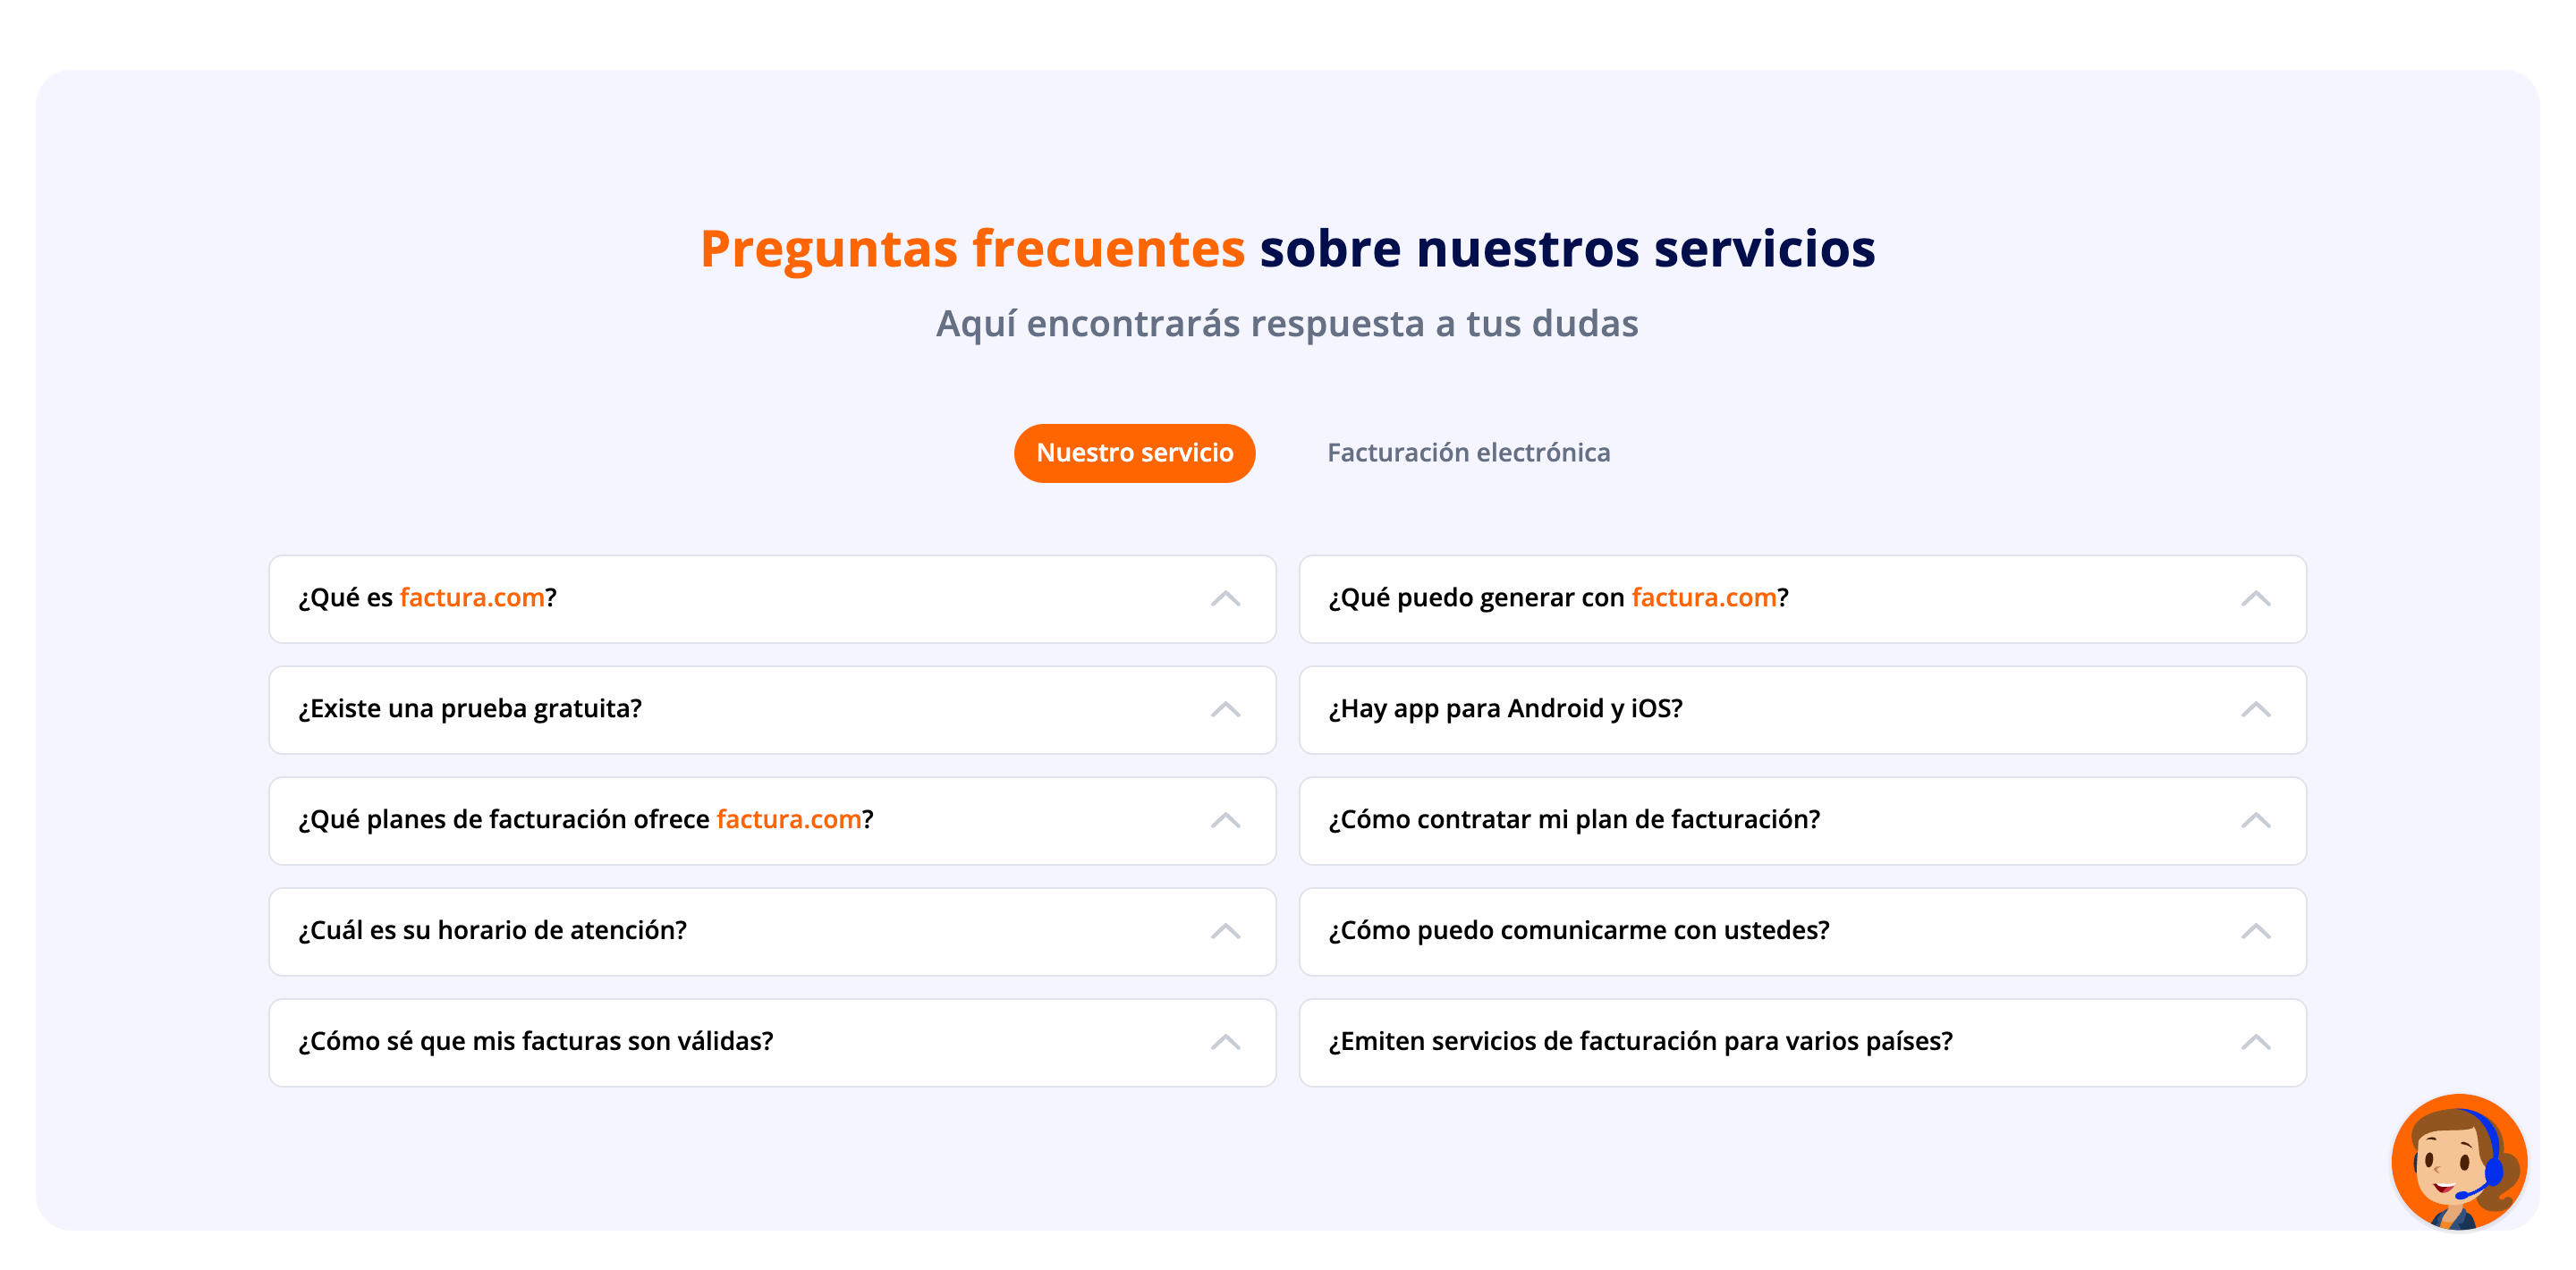 Preguntas frecuentes sobre nuestros servicios
Aquí encontrarás respuesta a tus dudas
Nuestro servicio
Facturación electrónica
¿Qué es factura.com?
¿Qué puedo generar con factura.com?
¿Existe una prueba gratuita?
¿Hay app para Android y iOS?
¿Qué planes de facturación ofrece factura.com?
¿Cómo contratar mi plan de facturación?
¿Cuál es su horario de atención?
¿Cómo puedo comunicarme con ustedes?
¿Cómo sé que mis facturas son válidas?
¿Emiten servicios de facturación para varios países?